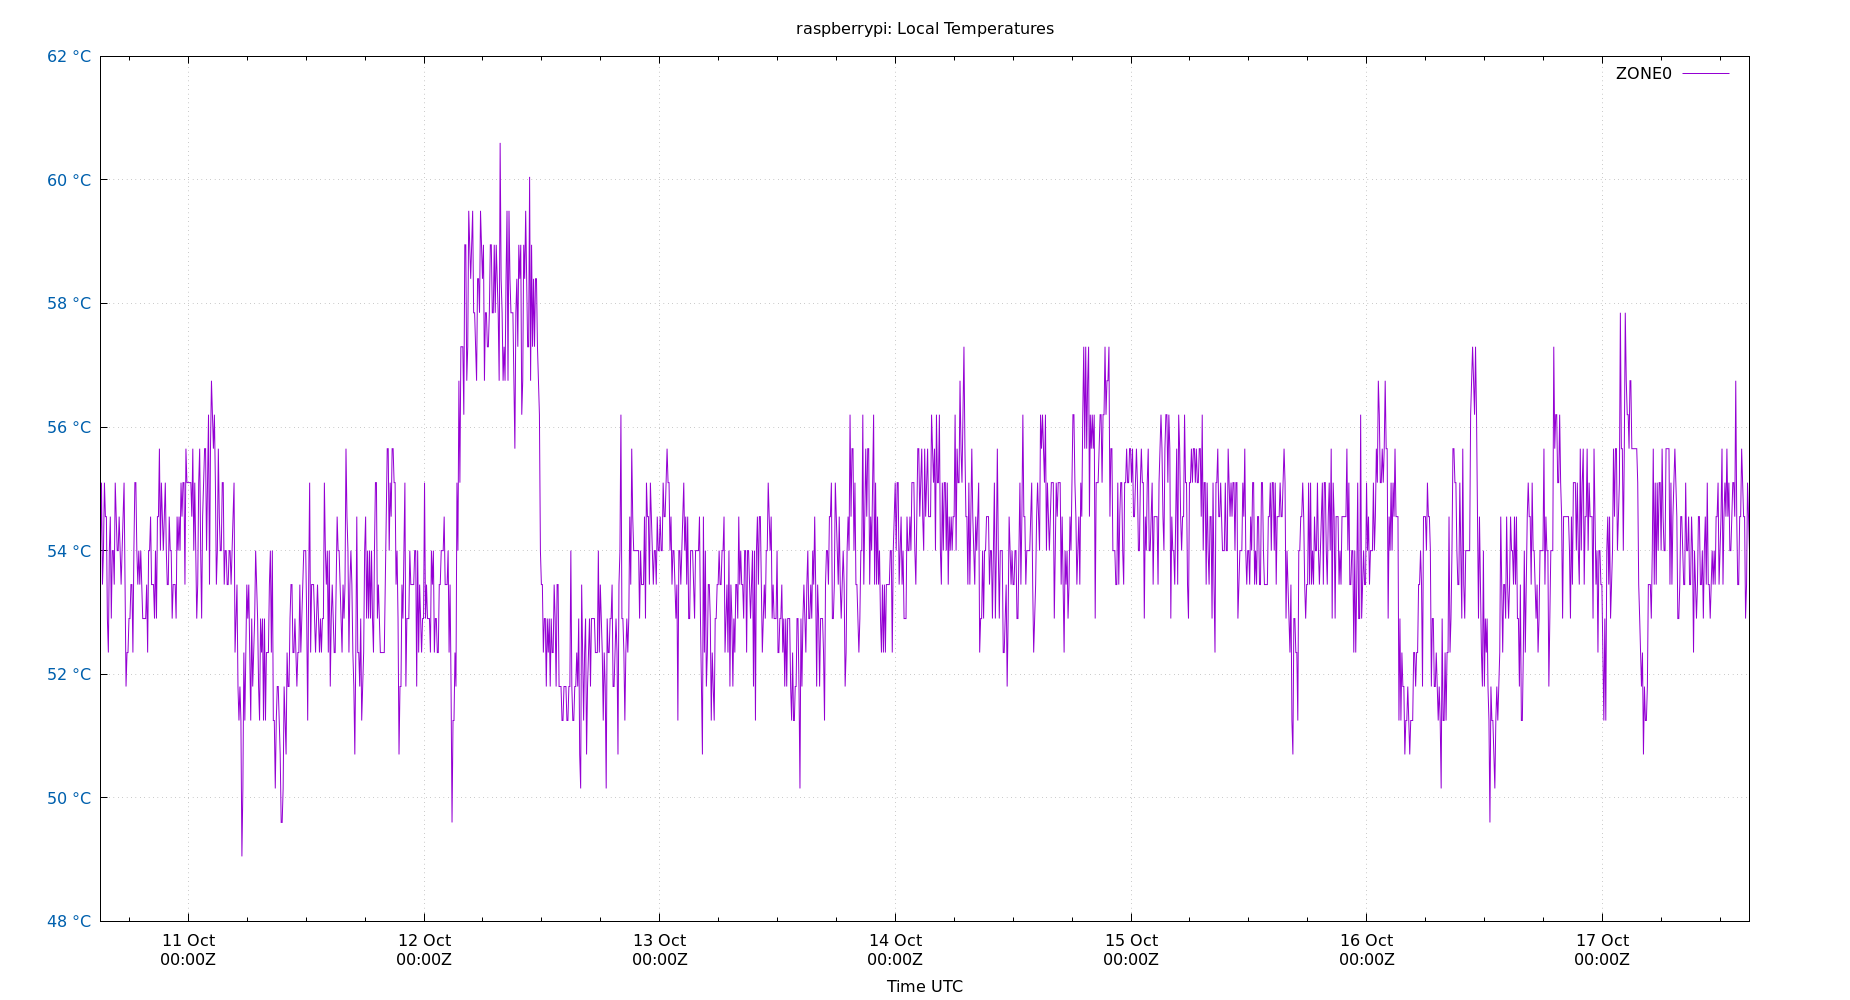 raspberrypi: Local Temperatures
62 °C
ZONE0
60 °C
58 °C
56 °C
54 °C
52 °C
50 °C
48 °C
11 Oct 12 Oct 13 Oct 14 Oct 15 Oct 16 Oct 17 Oct
00:00Z 00:00Z 00:00Z 00:00Z 00:00Z 00:00Z 00:00Z
Time UTC